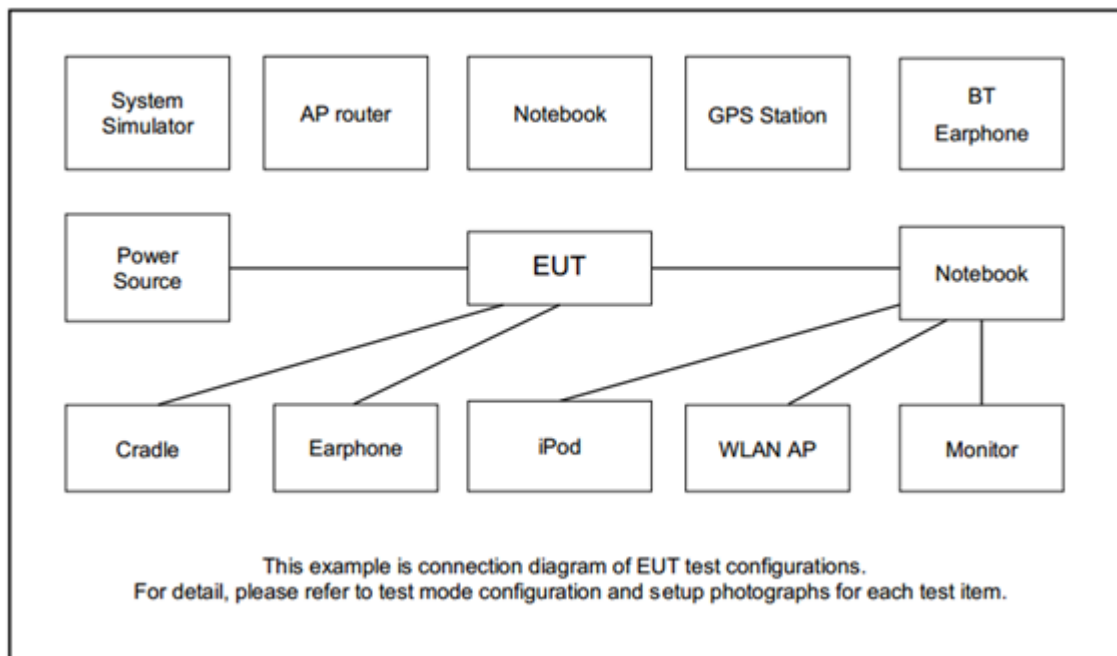 System
Simulator
AP router
Notebook
GPS Station
BT
Earphone
Power
Source
EUT
Notebook
Cradle
Earphone
iPod
WLAN AP
Monitor
This example is connection diagram of EUT test configurations.
For detail, please refer to test mode configuration and setup photographs for each test item.